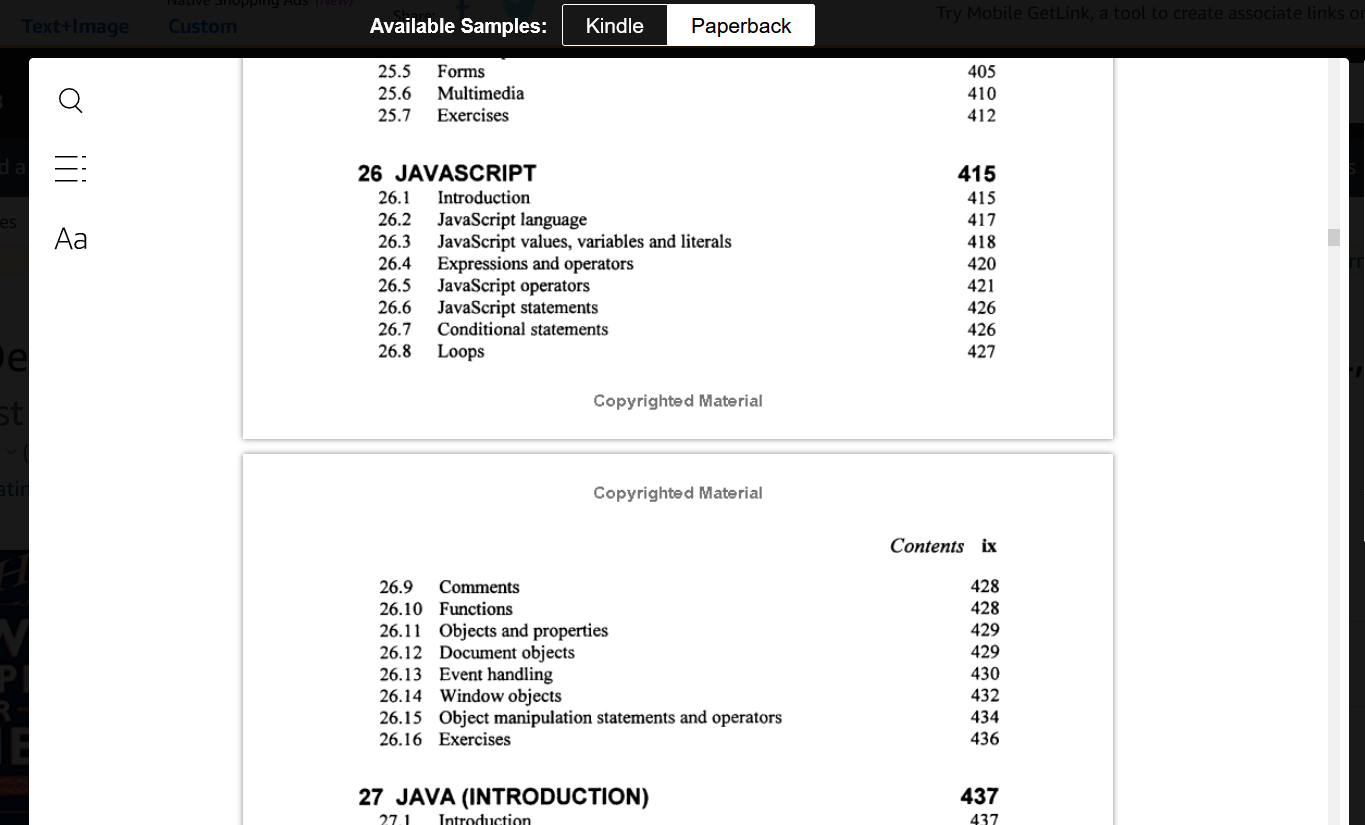 Native Shopping Ads (New)
Text+Image Custom
Share:
Try Mobile GetLink, a tool to create associate links
Available Samples: Kindle Paperback
Aa
25.5 Forms 405
25.6 Multimedia 410
25.7 Exercises 412
26 JAVASCRIPT 415
26.1 Introduction 415
26.2 JavaScript language 417
26.3 JavaScript values, variables and literals 418
26.4 Expressions and operators 420
26.5 JavaScript operators 421
26.6 JavaScript statements 426
26.7 Conditional statements 426
26.8 Loops 427
Copyrighted Material
Copyrighted Material
Contents ix
26.9 Comments 428
26.10 Functions 428
26.11 Objects and properties 429
26.12 Document objects 429
26.13 Event handling 430
26.14 Window objects 432
26.15 Object manipulation statements and operators 434
26.16 Exercises 436
27 JAVA (INTRODUCTION) 437
27.1 Introduction 437